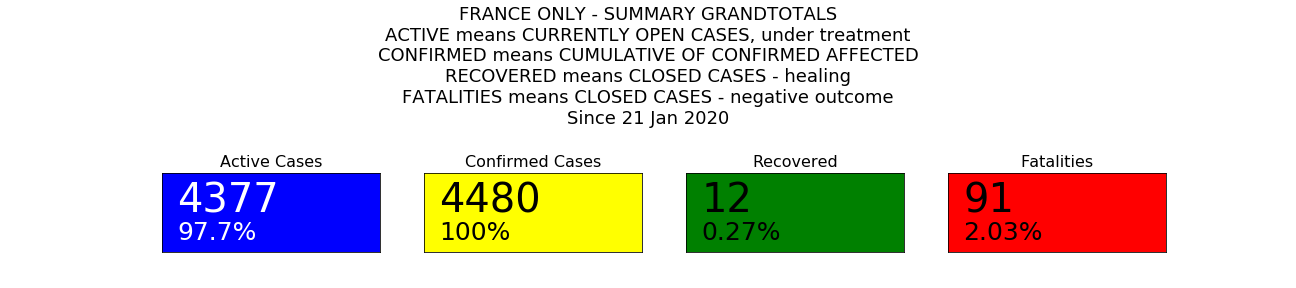 FRANCE ONLY - SUMMARY GRANDTOTALS
ACTIVE means CURRENTLY OPEN CASES, under treatment
CONFIRMED means CUMULATIVE OF CONFIRMED AFFECTED
RECOVERED means CLOSED CASES - healing
FATALITIES means CLOSED CASES - negative outcome
Since 21 Jan 2020
Active Cases
4377
97.7%
Confirmed Cases
4480
100%
Recovered
12
0.27%
Fatalities
91
2.03%